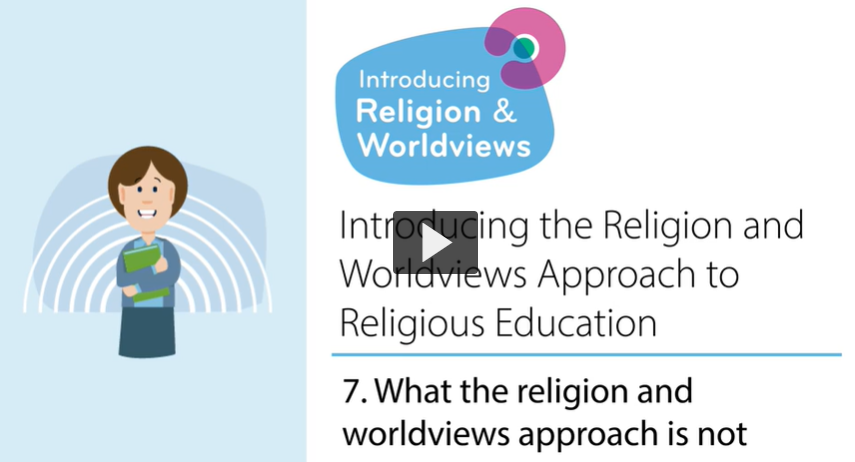 Introducing
Religion &
Worldviews
Introducing the Religion and
Worldviews Approach to
Religious Education
7. What the religion and
worldviews approach is not